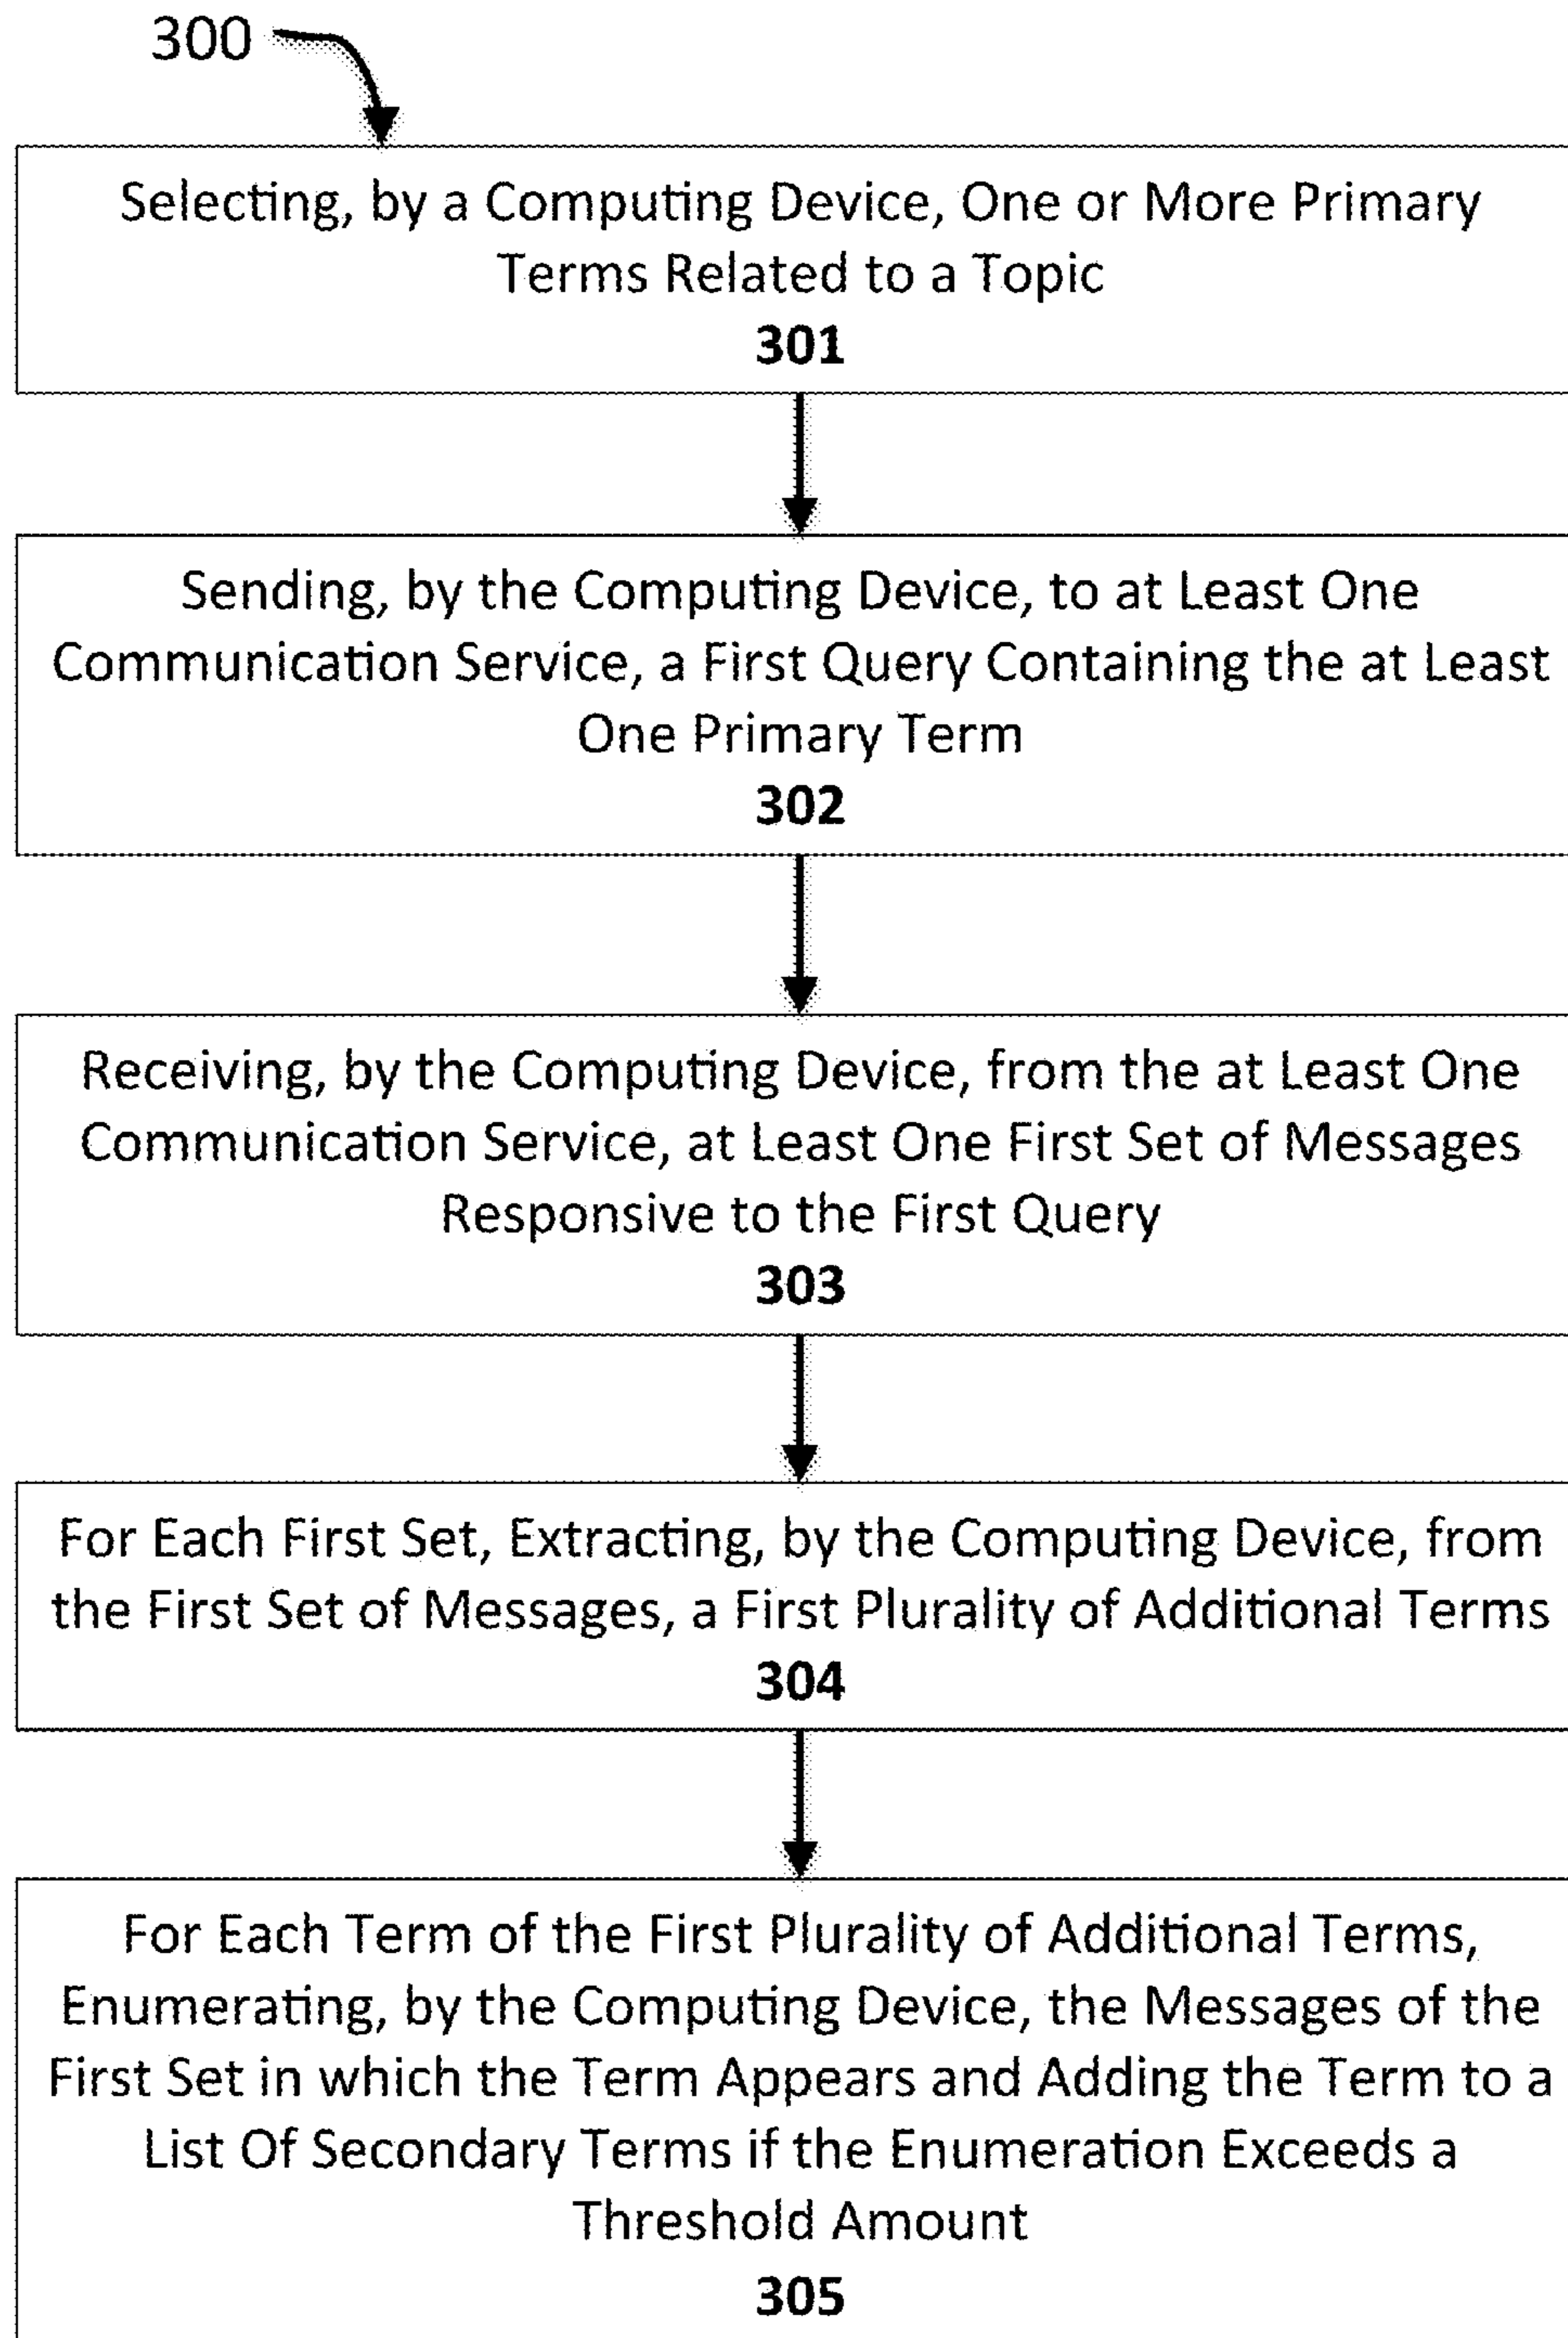 300
Selecting, by a Computing Device, One or More Primary
Terms Related to a Topic
301
Sending, by the Computing Device, to at Least One
Communication Service, a First Query Containing the at Least
One Primary Term
302
Receiving, by the Computing Device, from the at Least One
Communication Service, at Least One First Set of Messages
Responsive to the First Query
303
For Each First Set, Extracting, by the Computing Device, from
the First Set of Messages, a First Plurality of Additional Terms
304
For Each Term of the First Plurality of Additional Terms,
Enumerating, by the Computing Device, the Messages of the
First Set in which the Term Appears and Adding the Term to a
List Of Secondary Terms if the Enumeration Exceeds a
Threshold Amount
305